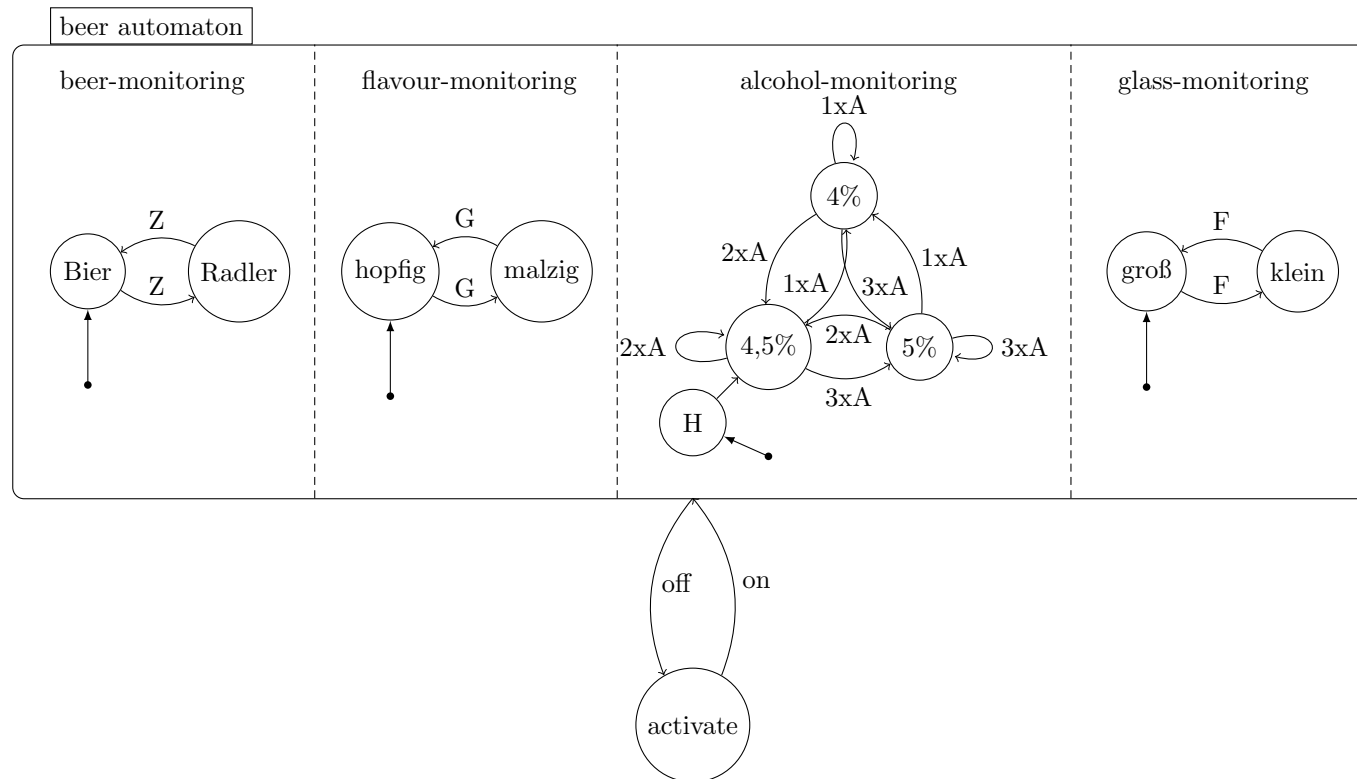 beer automaton
beer-monitoring
flavour-monitoring
alcohol-monitoring
glass-monitoring
1xA
4%
Z
G
F
2xA
1xA
Bier
Radler
hopfig
malzig
1xA
3xA
groß
klein
Z
G
F
2xA
2xA
4,5%
5%
3xA
3xA
H
off
on
activate